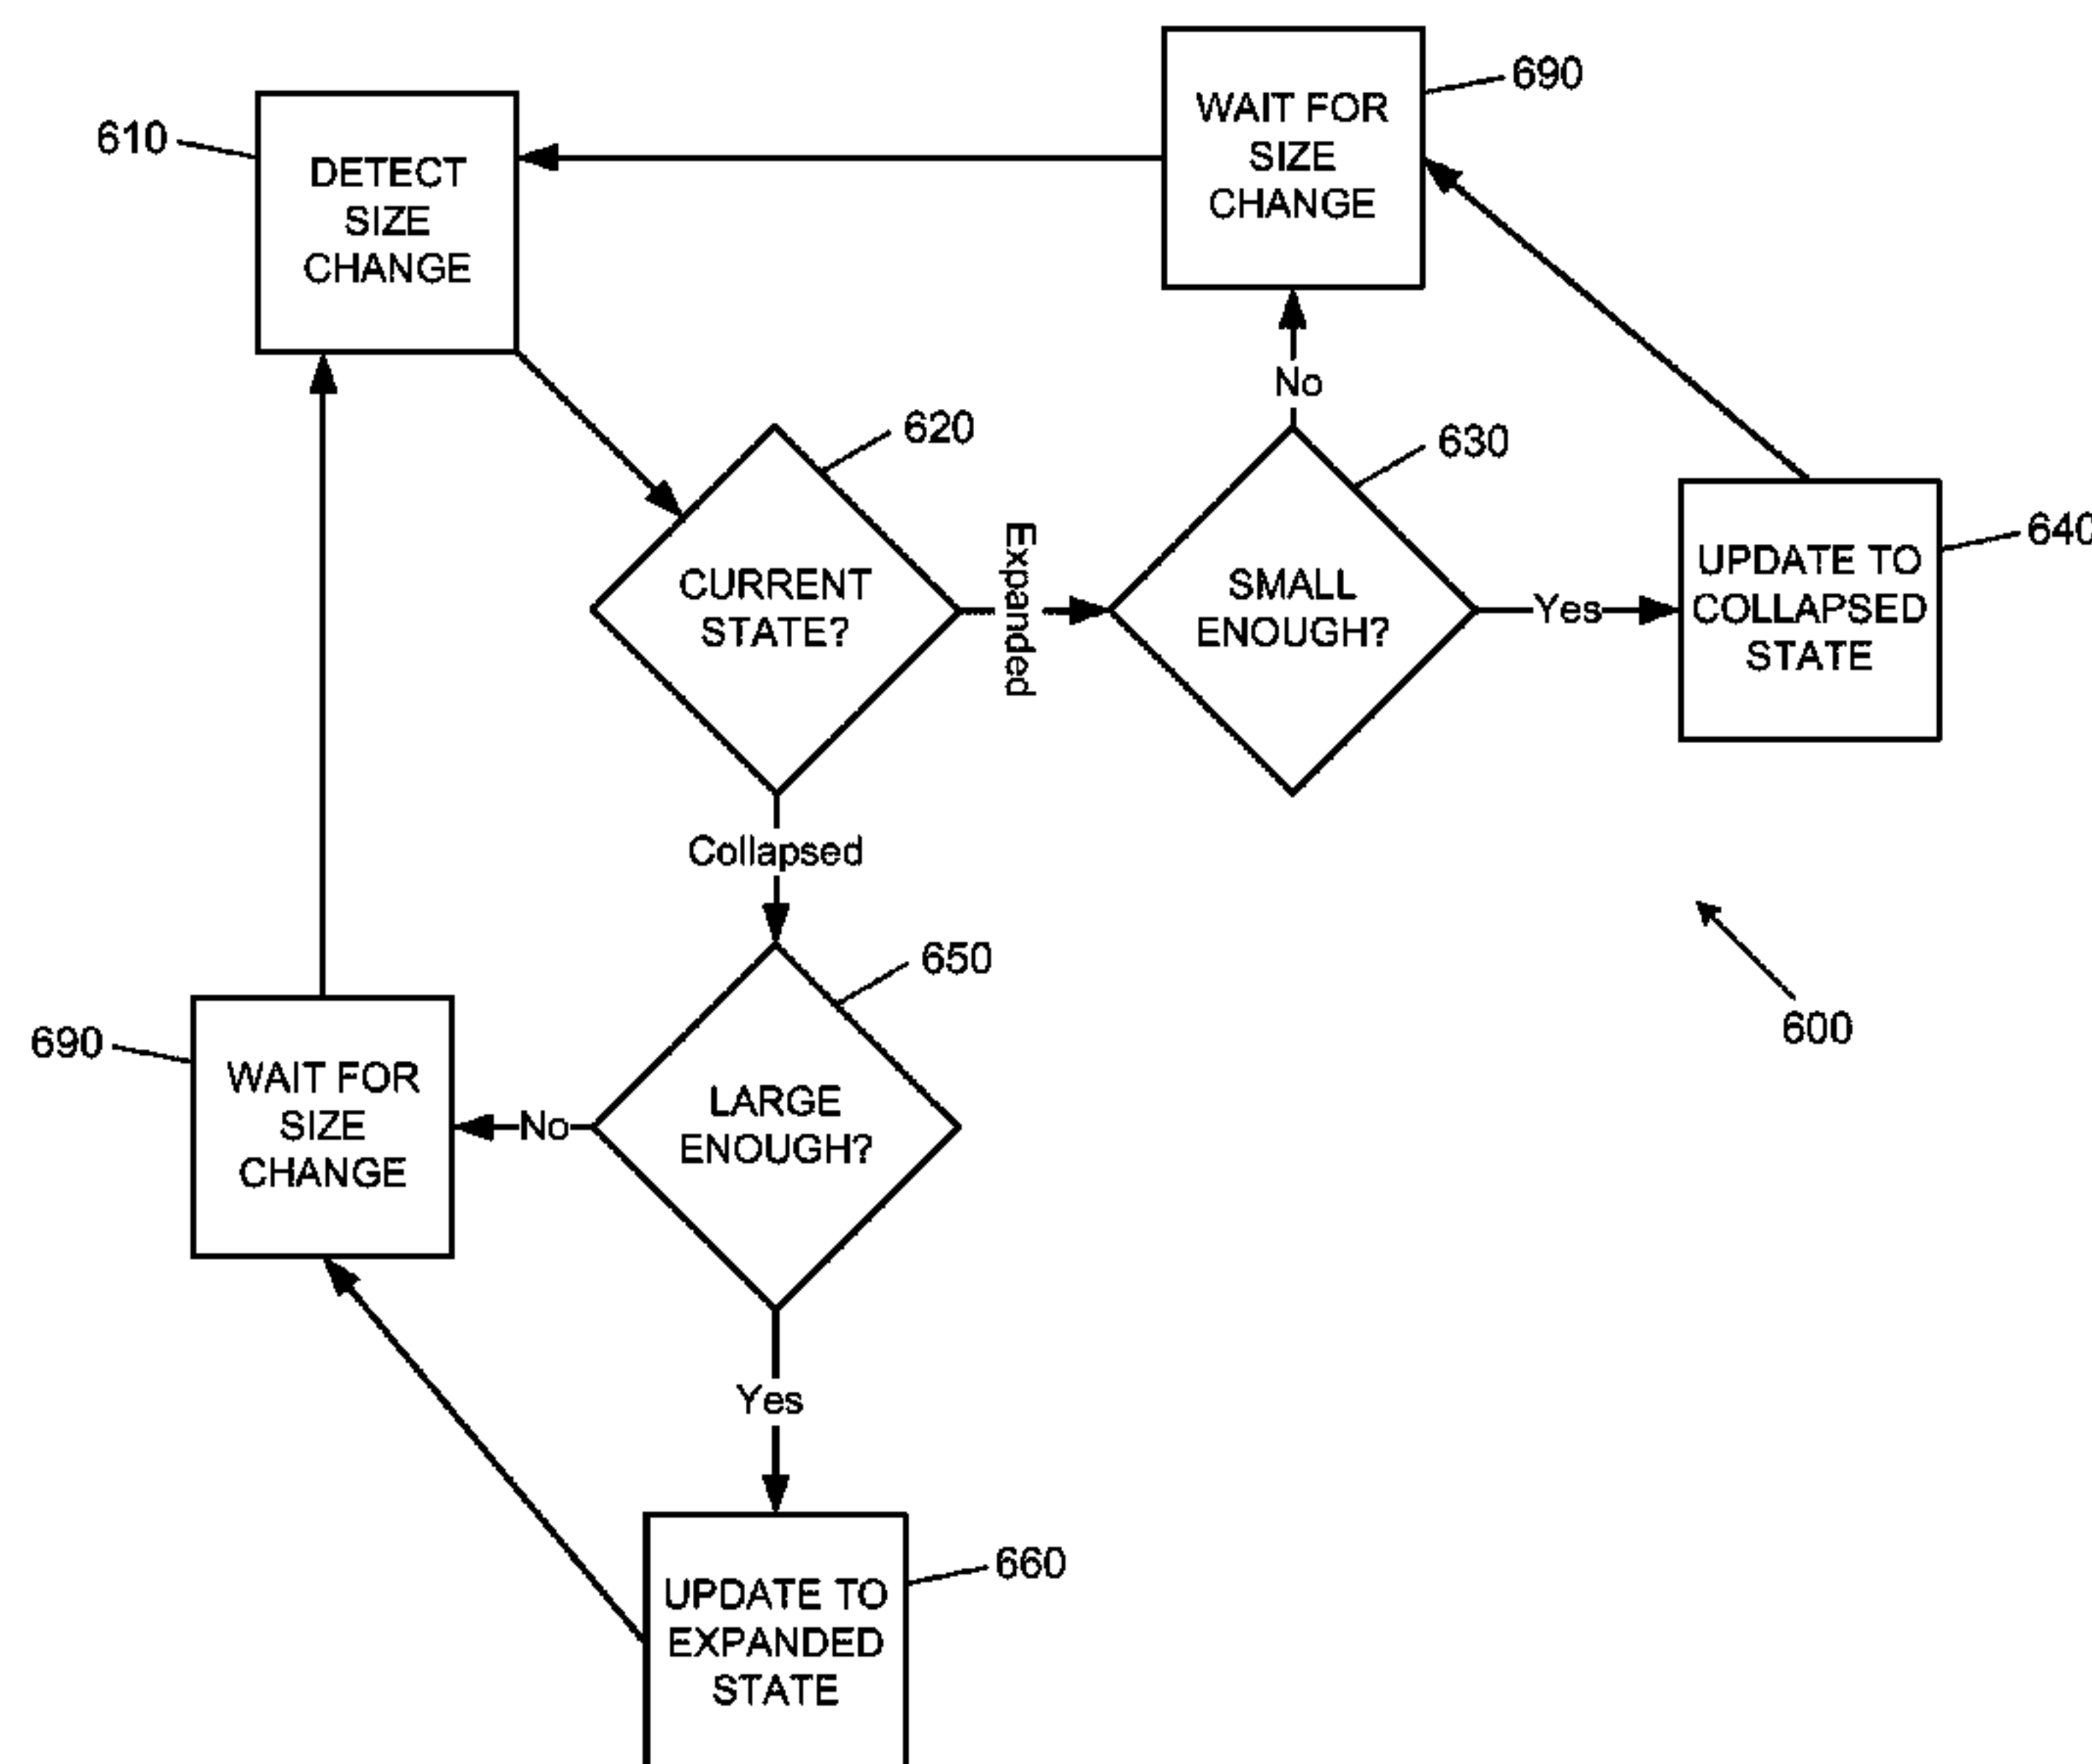 690
WAIT FOR
SIZE
CHANGE
610
DETECT
SIZE
CHANGE
No
620
630
640
CURRENT
STATE?
Expanded
SMALL
ENOUGH?
Yes
UPDATE TO
COLLAPSED
STATE
Collapsed
650
600
690
WAIT FOR
SIZE
CHANGE
No
LARGE
ENOUGH?
Yes
660
UPDATE TO
EXPANDED
STATE